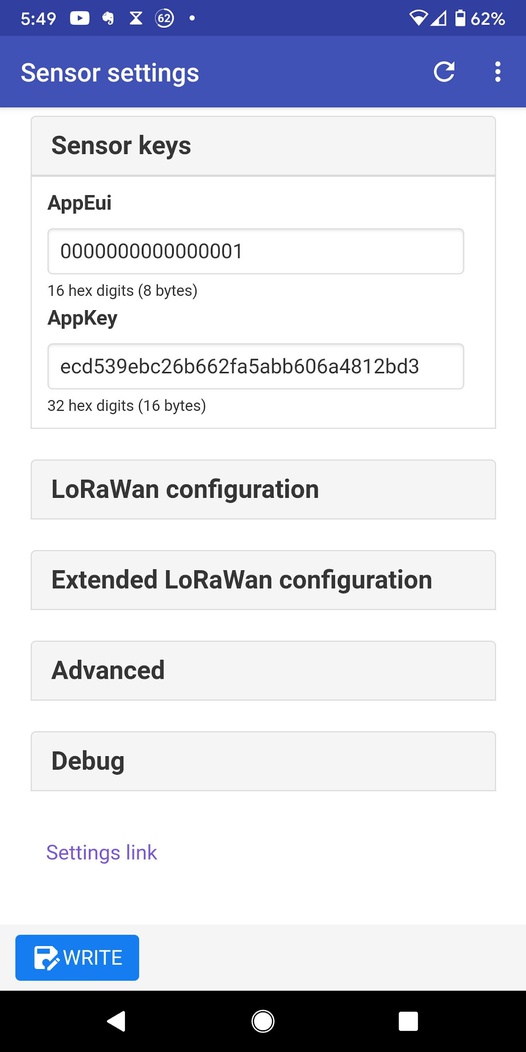 5:49 62 62%
Sensor settings
Sensor keys
AppEui
0000000000000001
16 hex digits (8 bytes)
AppKey
ecd539ebc26b662fa5abb606a4812bd3
32 hex digits (16 bytes)
LoRaWan configuration
Extended LoRaWan configuration
Advanced
Debug
Settings link
WRITE